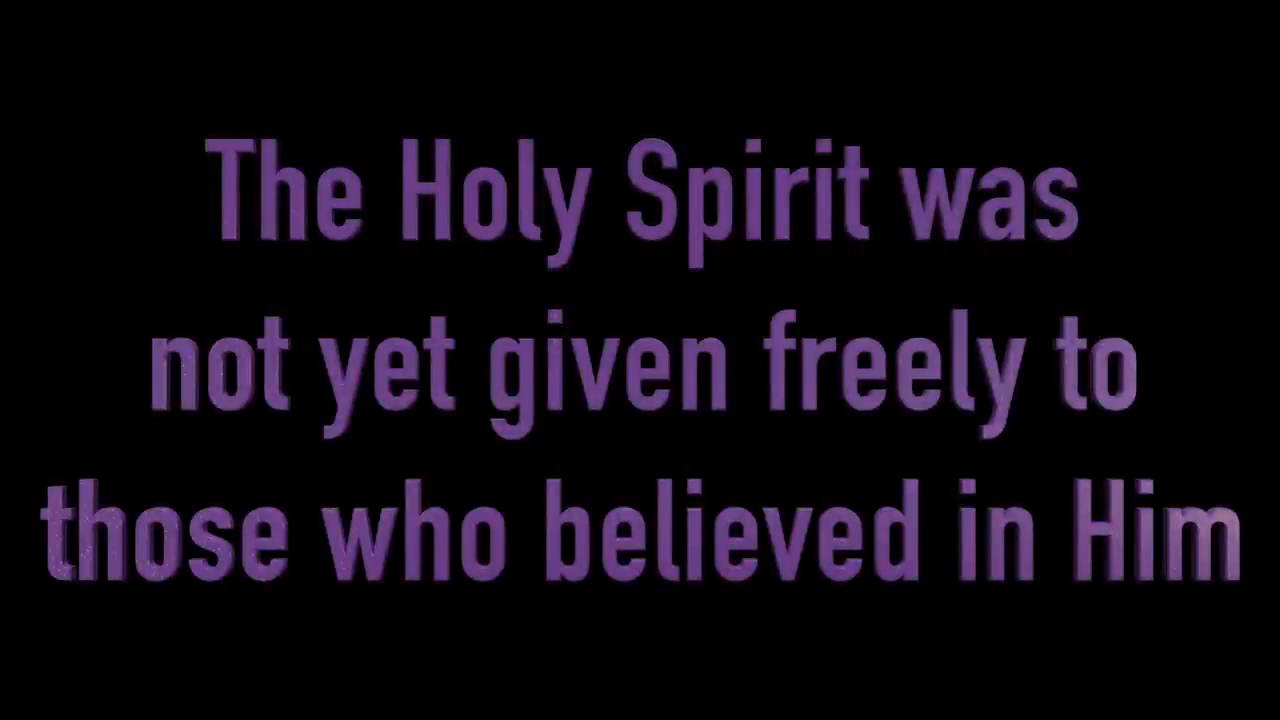 The Holy Spirit was
not yet given freely to
those who believed in Him